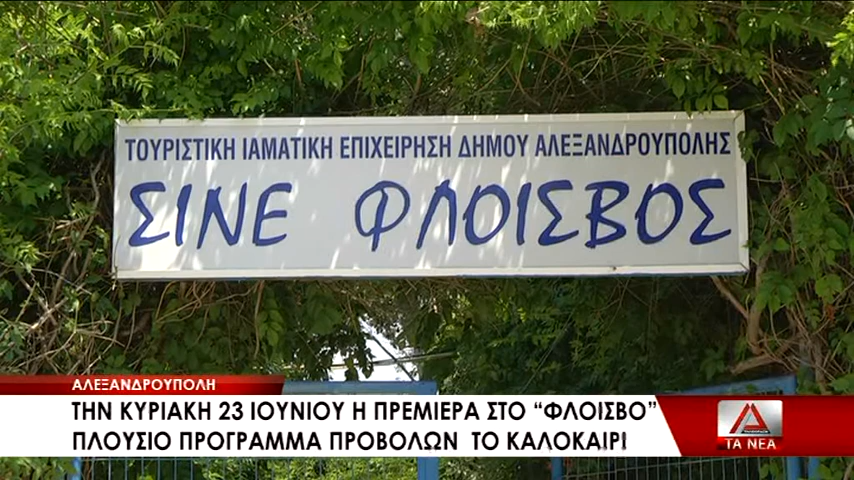 ΤΟΥΡΙΣΤΙΚΗ ΙΑΜΑΤΙΚΗ ΕΠΙΧΕΙΡΗΣΗ ΔΗΜΟΥ ΑΛΕΞΑΝΔΡΟΥΠΟΛΗΣ
ΣΙΝΕ ΦΛΟΙΣΒΟΣ
ΑΛΕΞΑΝΔΡΟΥΠΟΛΗ
ΤΗΝ ΚΥΡΙΑΚΗ 23 ΙΟΥΝΙΟΥ Η ΠΡΕΜΙΕΡΑ ΣΤΟ “ΦΛΟΙΣΒΟ”
ΠΛΟΥΣΙΟ ΠΡΟΓΡΑΜΜΑ ΠΡΟΒΟΛΩΝ ΤΟ ΚΑΛΟΚΑΙΡΙ
ΤΑ ΝΕΑ